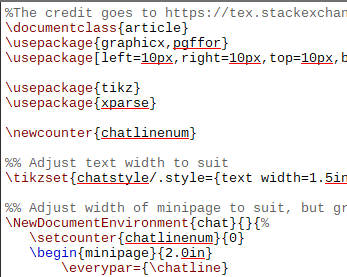 %The credit goes to https://tex.stackexchan
\documentclass{article}
\usepackage{graphicx,pgffor}
\usepackage[left=10px,right=10px,top=10px,b
\usepackage{tikz}
\usepackage{xparse}
\newcounter{chatlinenum}
%% Adjust text width to suit
\tikzset{chatstyle/.style={text width=1.5in
%% Adjust width of minipage to suit, but gr
\NewDocumentEnvironment{chat}{}{%
\setcounter{chatlinenum}{0}
\begin{minipage}{2.0in}
\everypar={\chatline}